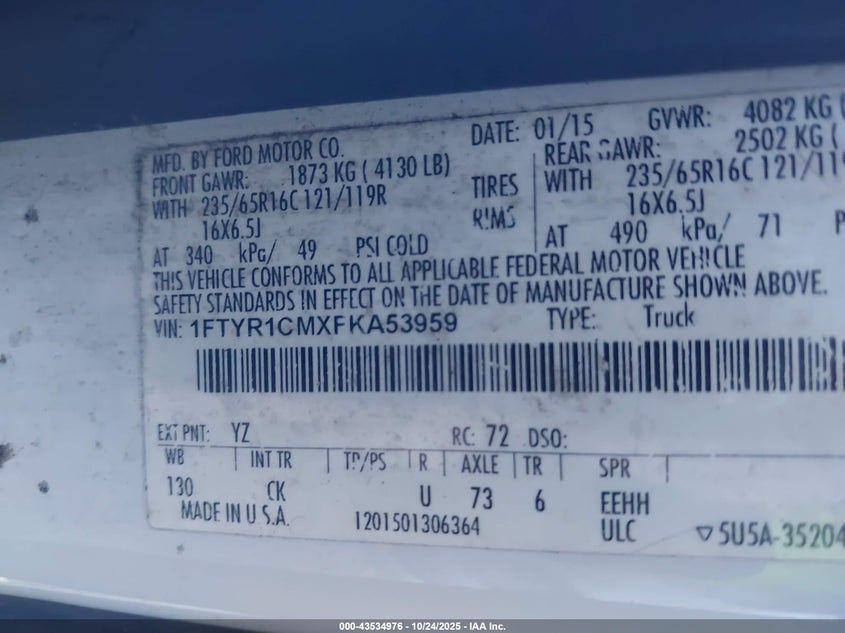 MFD. BY FORD MOTOR CO. DATE: 01/15 GVWR: 4082 KG
FRONT GAWR: 1873 KG ( 4130 LB) REAR GAWR: 2502 KG (
WITH 235/65R16C 121/119R TIRES WITH 235/65R16C 121/11
16X6.5J RIMS 16X6.5J
AT 340 kPa/ 49 PSI COLD AT 490 kPa/ 71 P
THIS VEHICLE CONFORMS TO ALL APPLICABLE FEDERAL MOTOR VEHICLE
SAFETY STANDARDS IN EFFECT ON THE DATE OF MANUFACTURE SHOWN ABOVE.
VIN: 1FTYR1CMXFKA53959 TYPE: Truck
EXT PNT: YZ RC: 72 DSO:
WB INT TR TP/PS R AXLE TR SPR
130 CK U 73 6 EEHH
MADE IN U S.A. 1201501306364 ULC ▽5U5A-35204
000-43534976 - 10/24/2025 - IAA Inc.